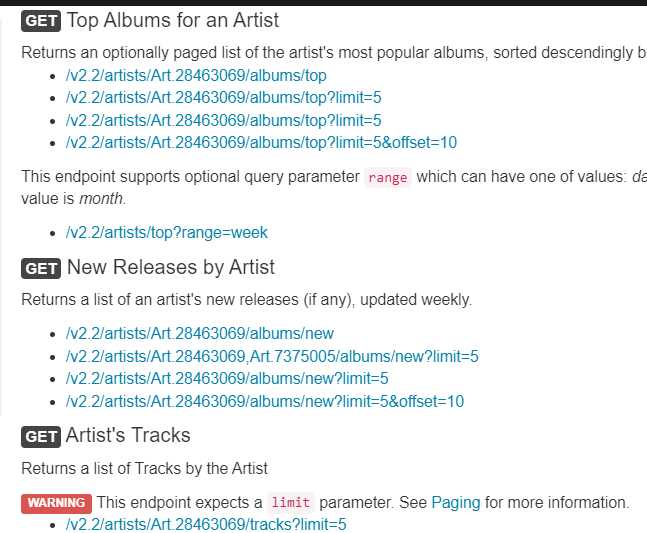 GET Top Albums for an Artist
Returns an optionally paged list of the artist's most popular albums, sorted descendingly b
• /v2.2/artists/Art.28463069/albums/top
• /v2.2/artists/Art.28463069/albums/top?limit=5
• /v2.2/artists/Art.28463069/albums/top?limit=5
• /v2.2/artists/Art.28463069/albums/top?limit=5&offset=10
This endpoint supports optional query parameter range which can have one of values: da
value is month.
• /v2.2/artists/top?range=week
GET New Releases by Artist
Returns a list of an artist's new releases (if any), updated weekly.
• /v2.2/artists/Art.28463069/albums/new
• /v2.2/artists/Art.28463069,Art.7375005/albums/new?limit=5
• /v2.2/artists/Art.28463069/albums/new?limit=5
• /v2.2/artists/Art.28463069/albums/new?limit=5&offset=10
GET Artist's Tracks
Returns a list of Tracks by the Artist
WARNING This endpoint expects a limit parameter. See Paging for more information.
• /v2.2/artists/Art.28463069/tracks?limit=5